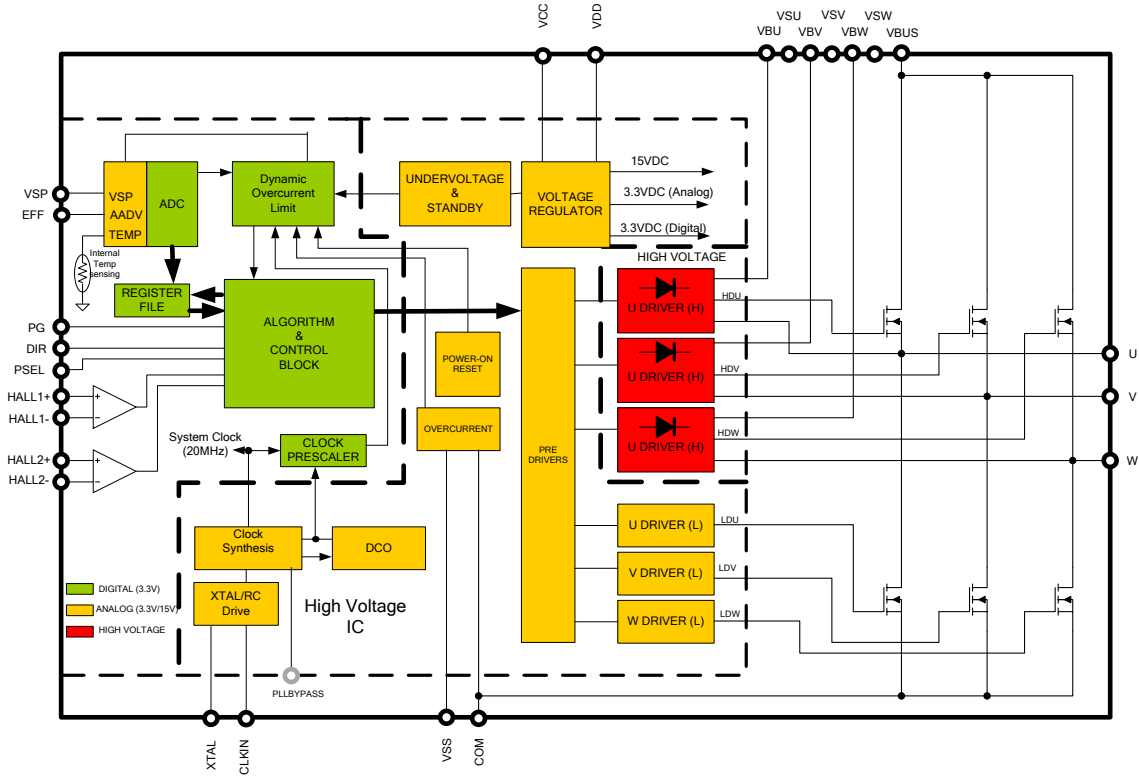 VCC
VDD
VBU
VSU
VBV
VSV
VBW
VSW
VBUS
VSP
EFF
VSP
AADV
TEMP
ADC
Dynamic
Overcurrent
Limit
UNDERVOLTAGE
&
STANDBY
VOLTAGE
REGULATOR
15VDC
3.3VDC (Analog)
3.3VDC (Digital)
Internal
Temp
sensing
REGISTER
FILE
HIGH VOLTAGE
U DRIVER (H)
HDU
PG
DIR
PSEL
ALGORITHM
&
CONTROL
BLOCK
POWER-ON
RESET
U DRIVER (H)
HDV
U
HALL1+
HALL1-
V
OVERCURRENT
U DRIVER (H)
HDW
System Clock
(20MHz)
CLOCK
PRESCALER
PRE
DRIVERS
HALL2+
HALL2-
W
Clock
Synthesis
DCO
U DRIVER (L)
LDU
V DRIVER (L)
LDV
W DRIVER (L)
LDW
DIGITAL (3.3V)
ANALOG (3.3V/15V)
HIGH VOLTAGE
XTAL/RC
Drive
High Voltage
IC
PLLBYPASS
XTAL
CLKIN
VSS
COM